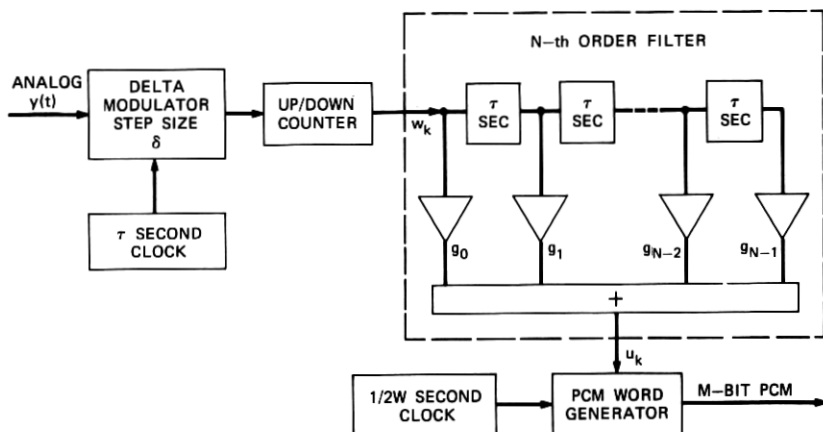 N-th ORDER FILTER
ANALOG
y(t)
DELTA
MODULATOR
STEP SIZE
δ
UP/DOWN
COUNTER
w_k
τ
SEC
τ
SEC
τ
SEC
τ SECOND
CLOCK
g_0
g_1
g_{N-2}
g_{N-1}
+
u_k
1/2W SECOND
CLOCK
PCM WORD
GENERATOR
M-BIT PCM